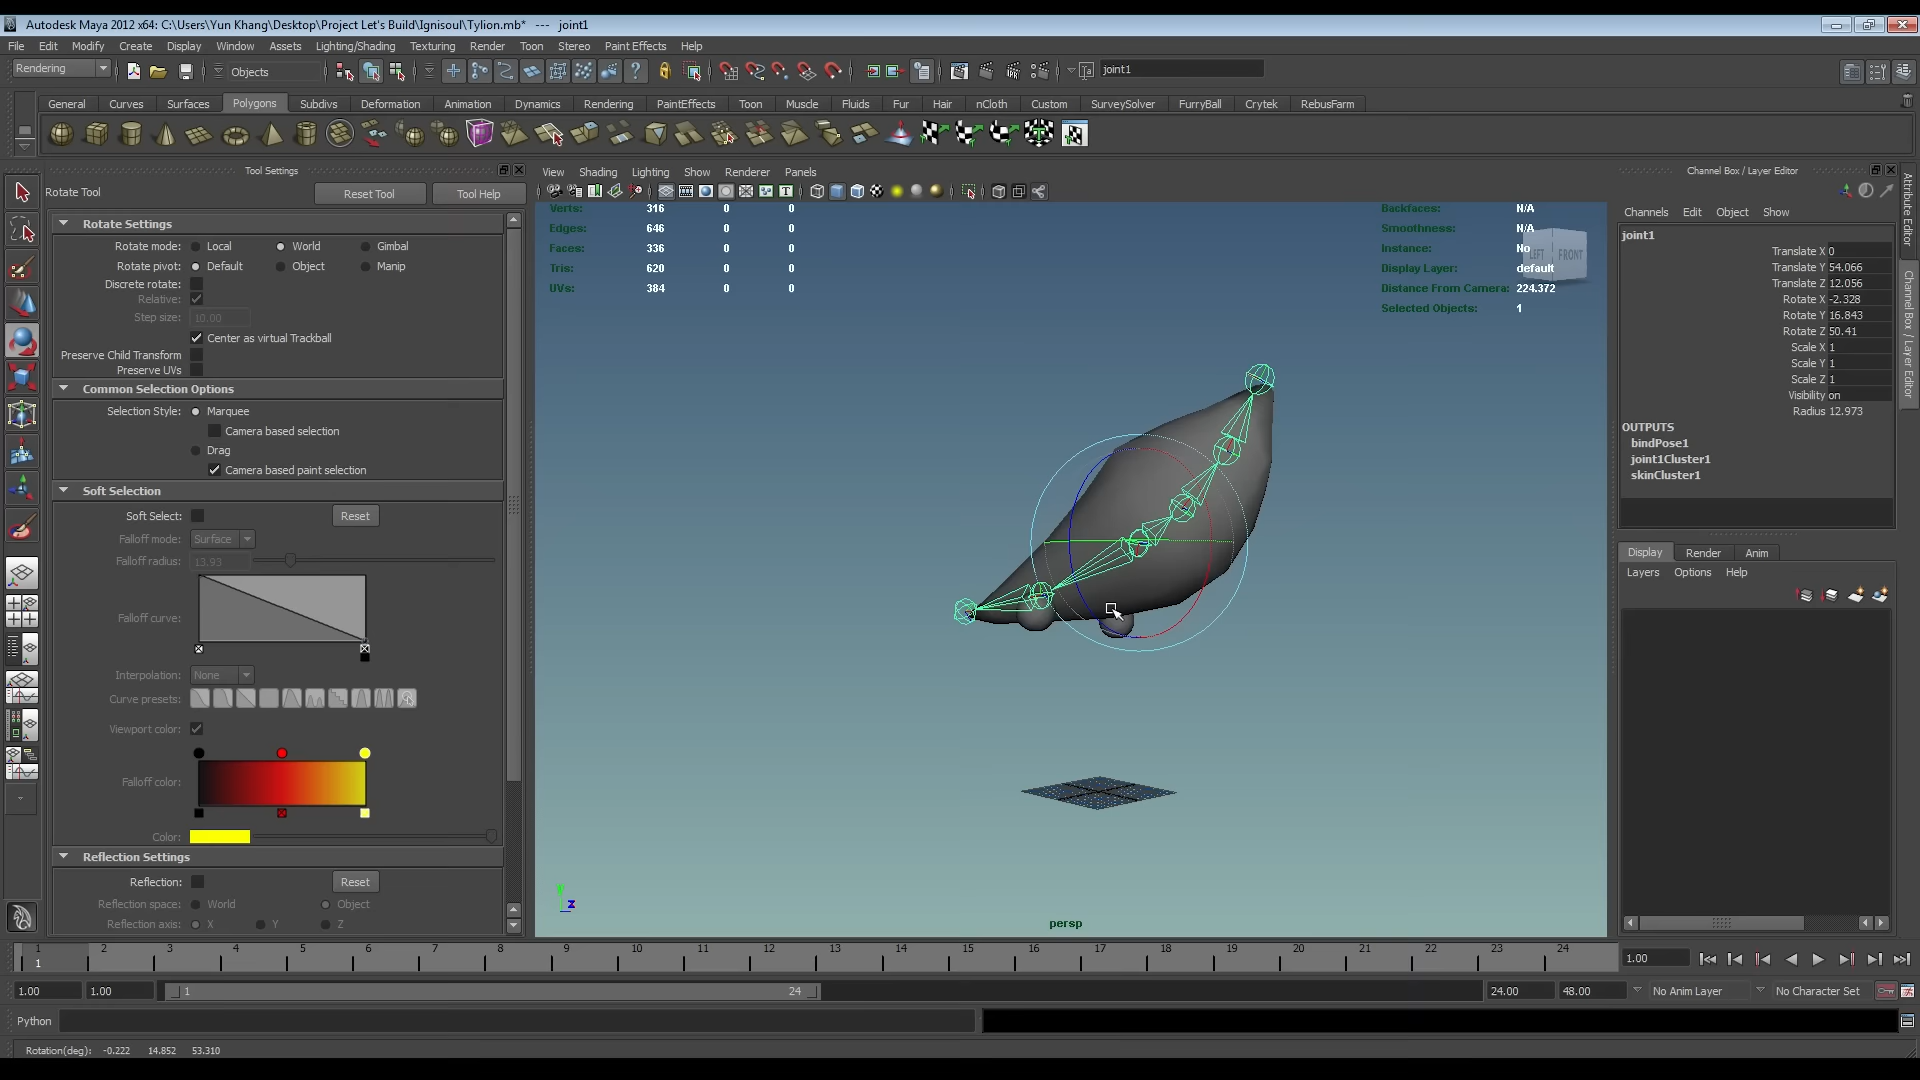 Autodesk Maya 2012 x64: C:\Users\Yun Khang\Desktop\Project Let's Build\Ignisoul\Tylion.mb* --- joint1
File Edit Modify Create Display Window Assets Lighting/Shading Texturing Render Toon Stereo Paint Effects Help
Rendering Objects joint1
General Curves Surfaces Polygons Subdivs Deformation Animation Dynamics Rendering PaintEffects Toon Muscle Fluids Fur Hair nCloth Custom SurveySolver FurryBall Crytek RebusFarm
Tool Settings
Rotate Tool Reset Tool Tool Help
Rotate Settings
Rotate mode: Local World Gimbal
Rotate pivot: Default Object Manip
Discrete rotate:
Relative:
Step size: 10.00
Center as virtual Trackball
Preserve Child Transform
Preserve UVs
Common Selection Options
Selection Style: Marquee
Camera based selection
Drag
Camera based paint selection
Soft Selection
Soft Select: Reset
Falloff mode: Surface
Falloff radius: 13.93
Falloff curve:
Interpolation: None
Curve presets:
Viewport color:
Falloff color:
Color:
Reflection Settings
Reflection: Reset
Reflection space: World Object
Reflection axis: X Y Z
View Shading Lighting Show Renderer Panels
Verts: 316 0 0
Edges: 646 0 0
Faces: 336 0 0
Tris: 620 0 0
UVs: 384 0 0
Backfaces: N/A
Smoothness: N/A
Instance: No
Display Layer: default
Distance From Camera: 224.372
Selected Objects: 1
LEFT FRONT
z
persp
Channel Box / Layer Editor
Channels Edit Object Show
joint1
Translate X 0
Translate Y 54.066
Translate Z 12.056
Rotate X -2.328
Rotate Y 16.843
Rotate Z 50.41
Scale X 1
Scale Y 1
Scale Z 1
Visibility on
Radius 12.973
OUTPUTS
bindPose1
joint1Cluster1
skinCluster1
Display Render Anim
Layers Options Help
Attribute Editor
Channel Box / Layer Editor
1 2 3 4 5 6 7 8 9 10 11 12 13 14 15 16 17 18 19 20 21 22 23 24
1 1.00
1.00 1.00 1 24 24.00 48.00 No Anim Layer No Character Set
Python
Rotation(deg): -0.222 14.852 53.310